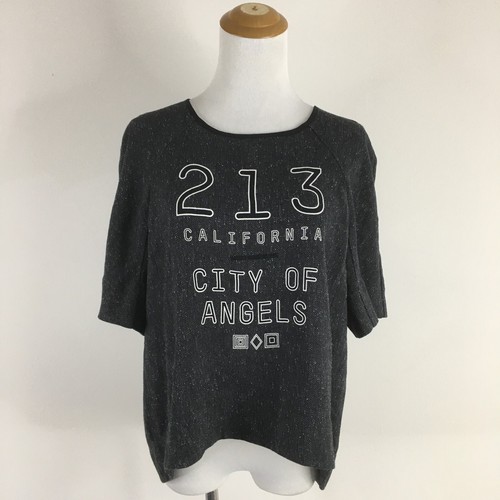 213
CALIFORNIA
CITY OF
ANGELS